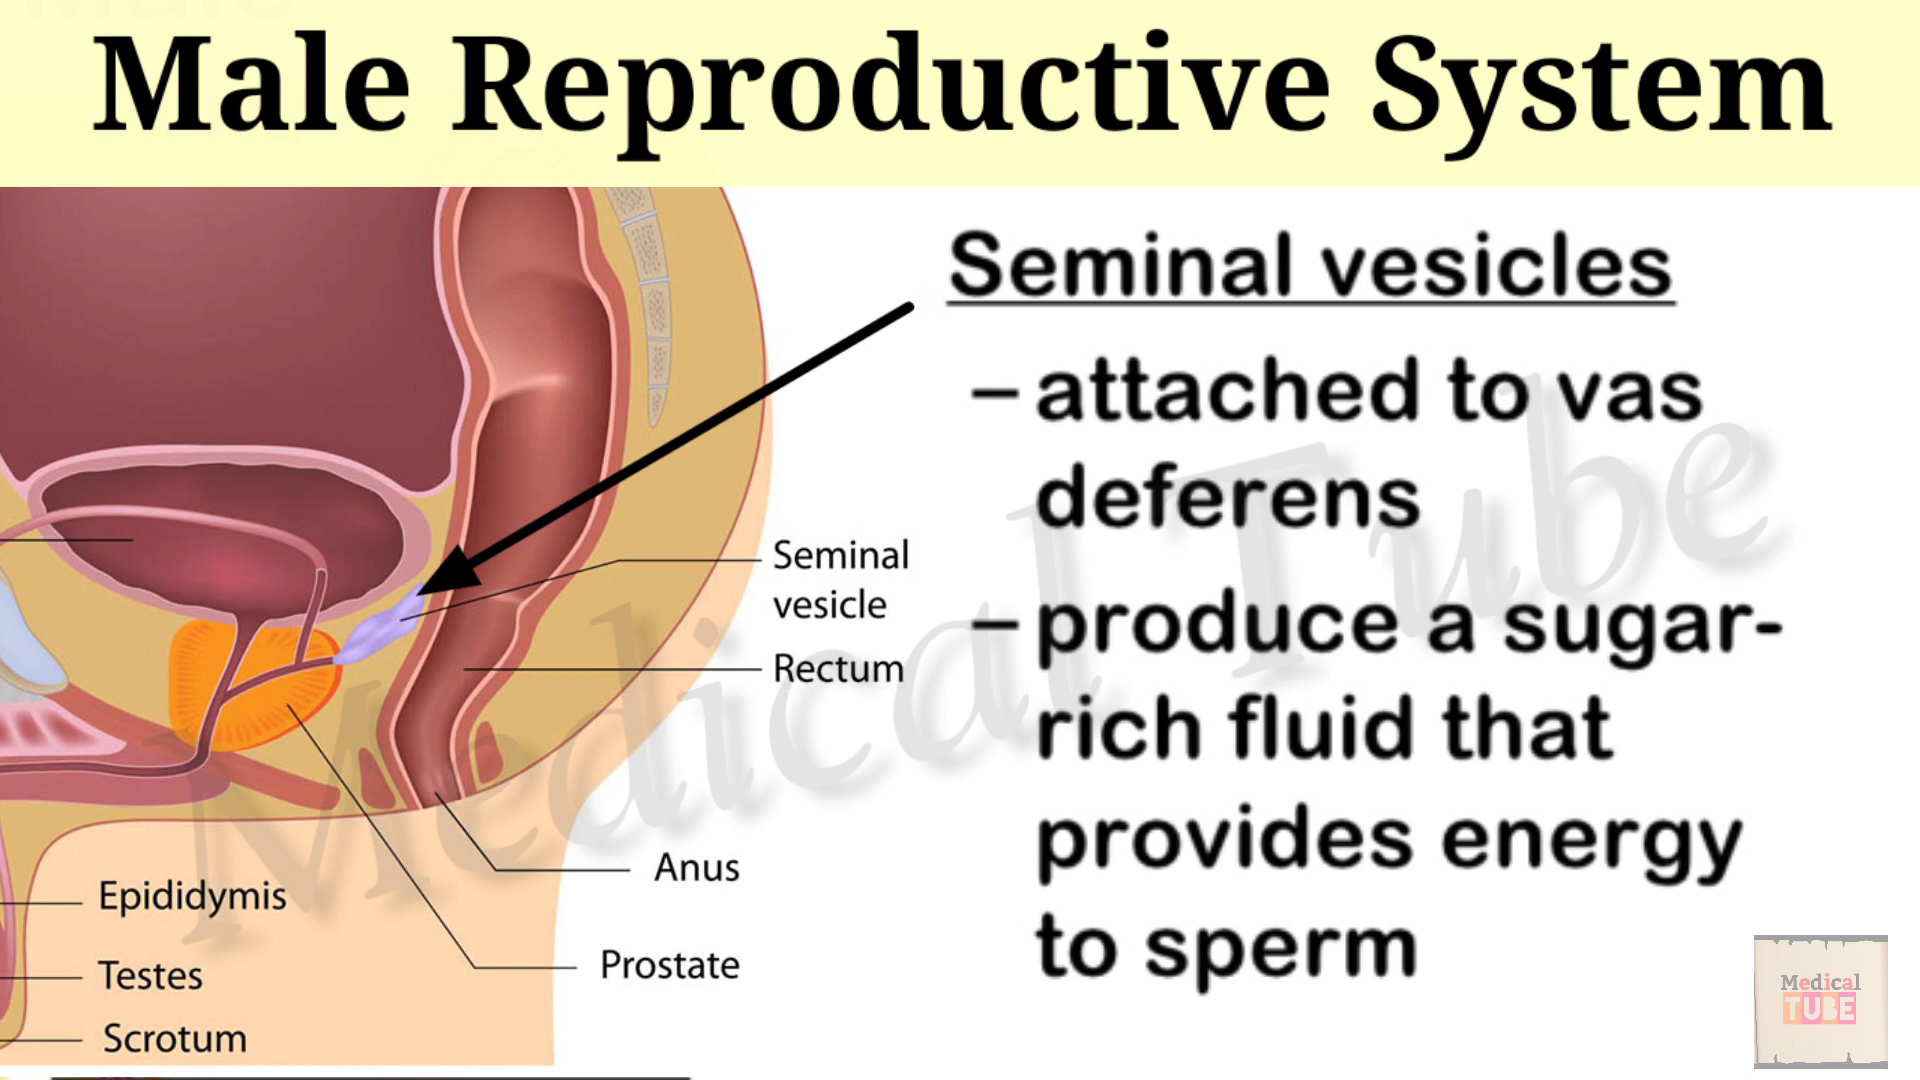 Male Reproductive System
Seminal vesicles
– attached to vas
deferens
– produce a sugar-
rich fluid that
provides energy
to sperm
Seminal
vesicle
Rectum
Anus
Prostate
Epididymis
Testes
Scrotum
Medical Tube
Medical
TUBE